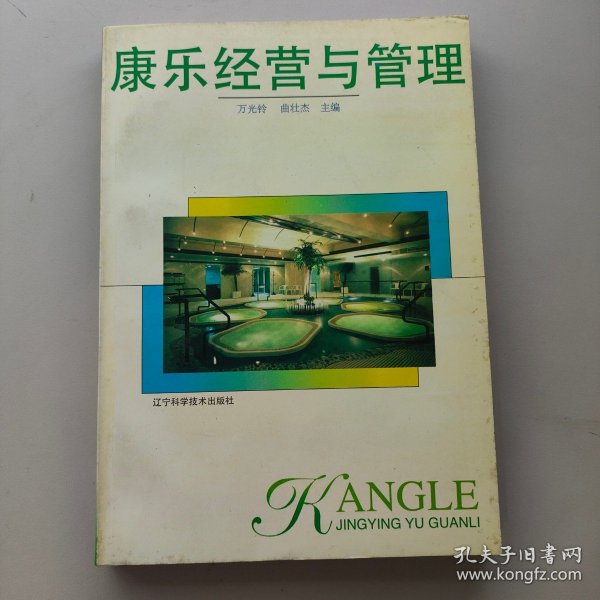 康乐经营与管理
万光铃 曲壮杰 主编
辽宁科学技术出版社
KANGLE
JINGYING YU GUANLI
孔夫子旧书网
www.kongfz.com